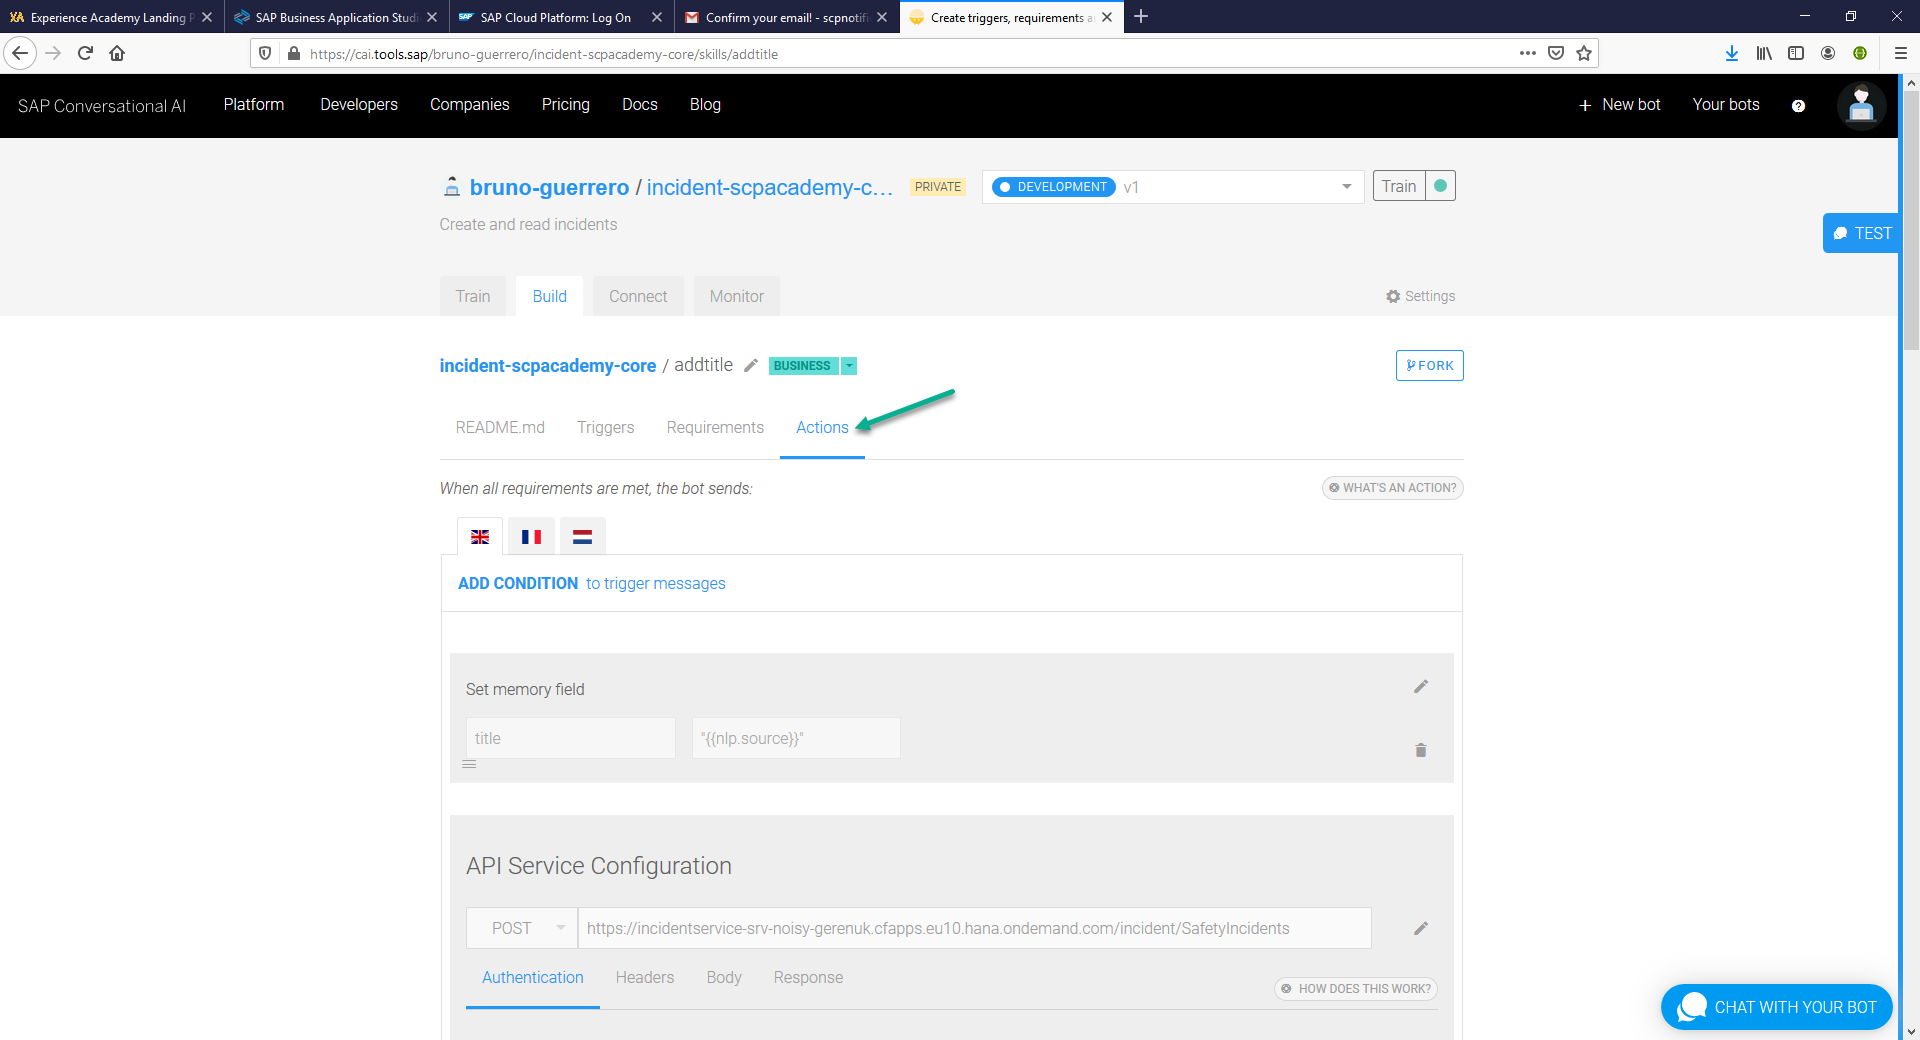 Experience Academy Landing P
SAP Business Application Studi
SAP Cloud Platform: Log On
Confirm your email! - scpnotifi
Create triggers, requirements a
https://cai.tools.sap/bruno-guerrero/incident-scpacademy-core/skills/addtitle
SAP Conversational AI
Platform
Developers
Companies
Pricing
Docs
Blog
+ New bot
Your bots
?
bruno-guerrero / incident-scpacademy-c...
PRIVATE
DEVELOPMENT v1
Train
Create and read incidents
TEST
Train
Build
Connect
Monitor
Settings
incident-scpacademy-core / addtitle
BUSINESS
FORK
README.md
Triggers
Requirements
Actions
When all requirements are met, the bot sends:
WHAT'S AN ACTION?
ADD CONDITION to trigger messages
Set memory field
title
"{{nlp.source}}"
API Service Configuration
POST
https://incidentservice-srv-noisy-gerenuk.cfapps.eu10.hana.ondemand.com/incident/SafetyIncidents
Authentication
Headers
Body
Response
HOW DOES THIS WORK?
CHAT WITH YOUR BOT